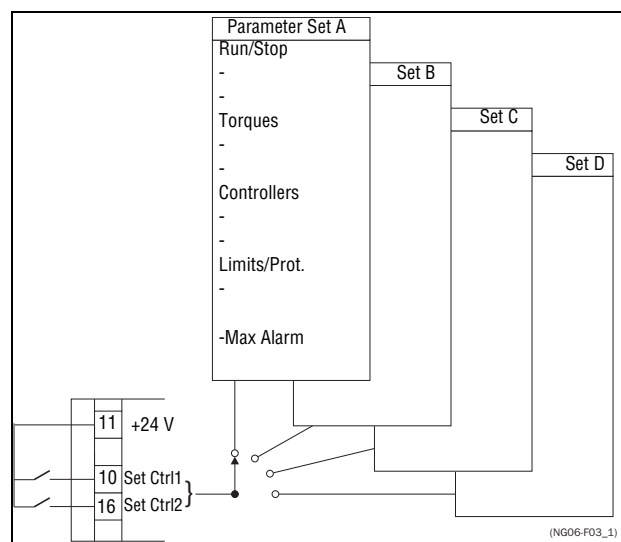 Parameter Set A
Run/Stop
-
-
Torques
-
-
Controllers
-
-
Limits/Prot.
-
-Max Alarm
Set B
Set C
Set D
11 +24 V
10 Set Ctrl1
16 Set Ctrl2
}
(NG06-F03_1)